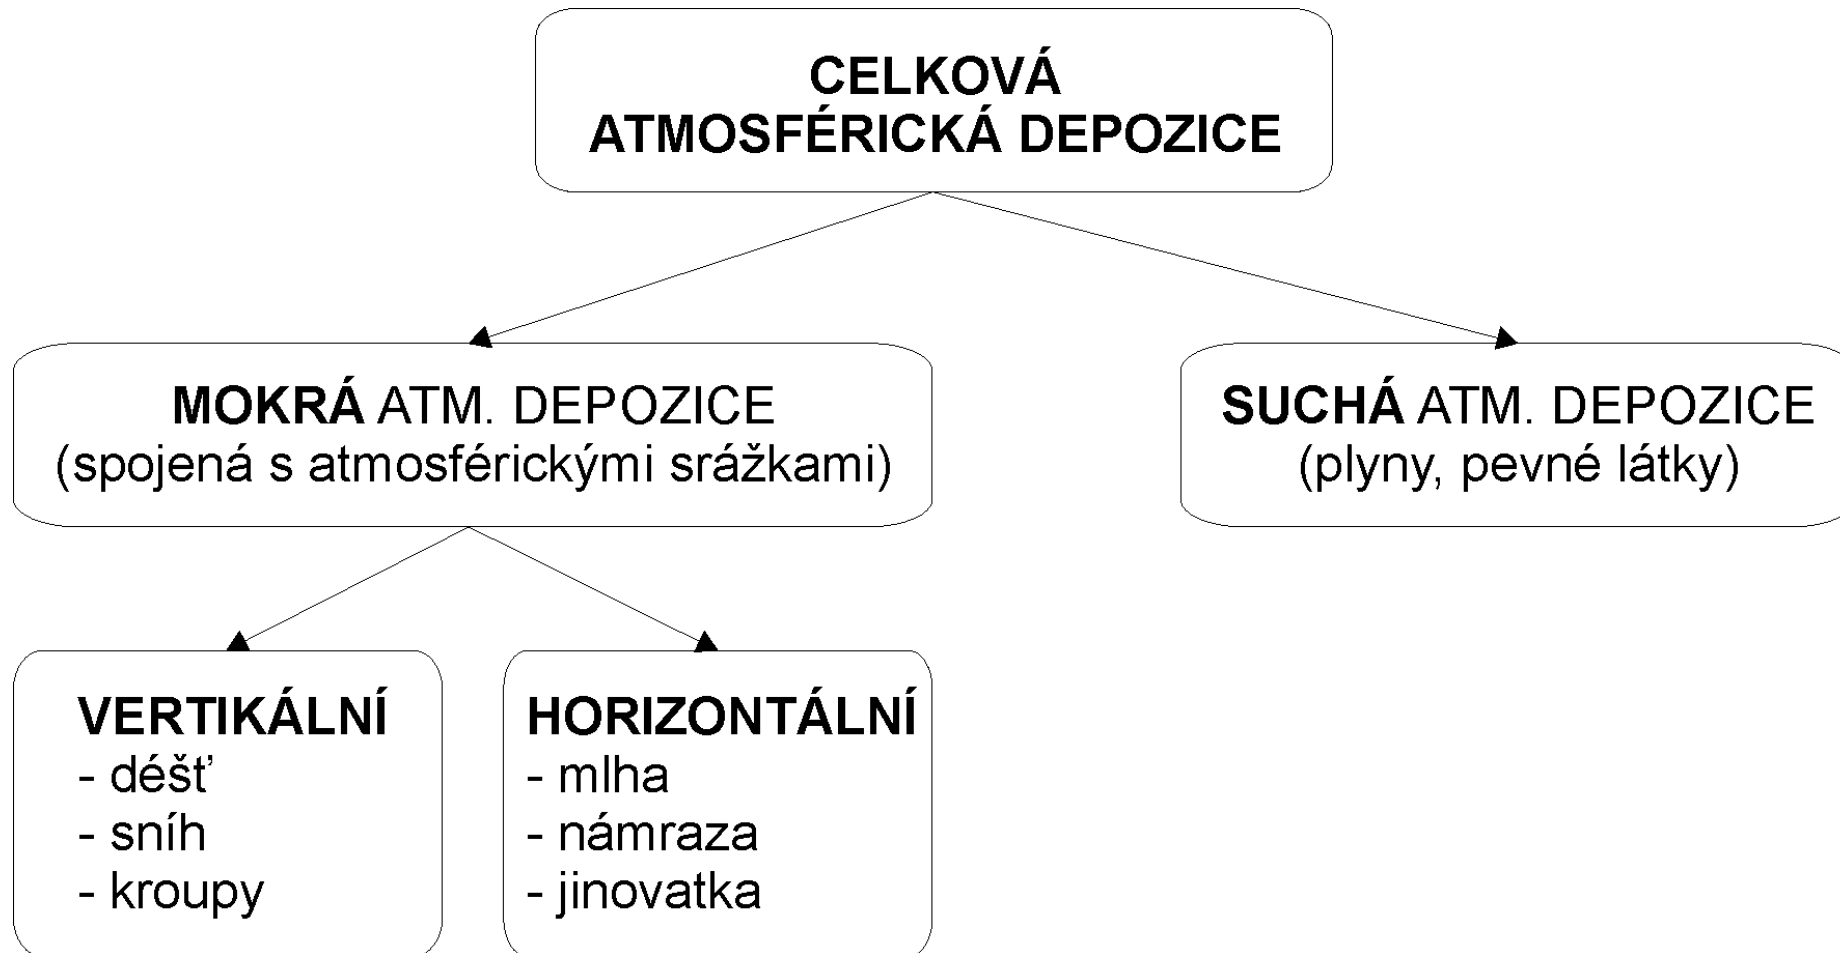 CELKOVÁ
ATMOSFÉRICKÁ DEPOZICE
MOKRÁ ATM. DEPOZICE
(spojená s atmosférickými srážkami)
SUCHÁ ATM. DEPOZICE
(plyny, pevné látky)
VERTIKÁLNÍ
- déšť
- sníh
- kroupy
HORIZONTÁLNÍ
- mlha
- námraza
- jinovatka